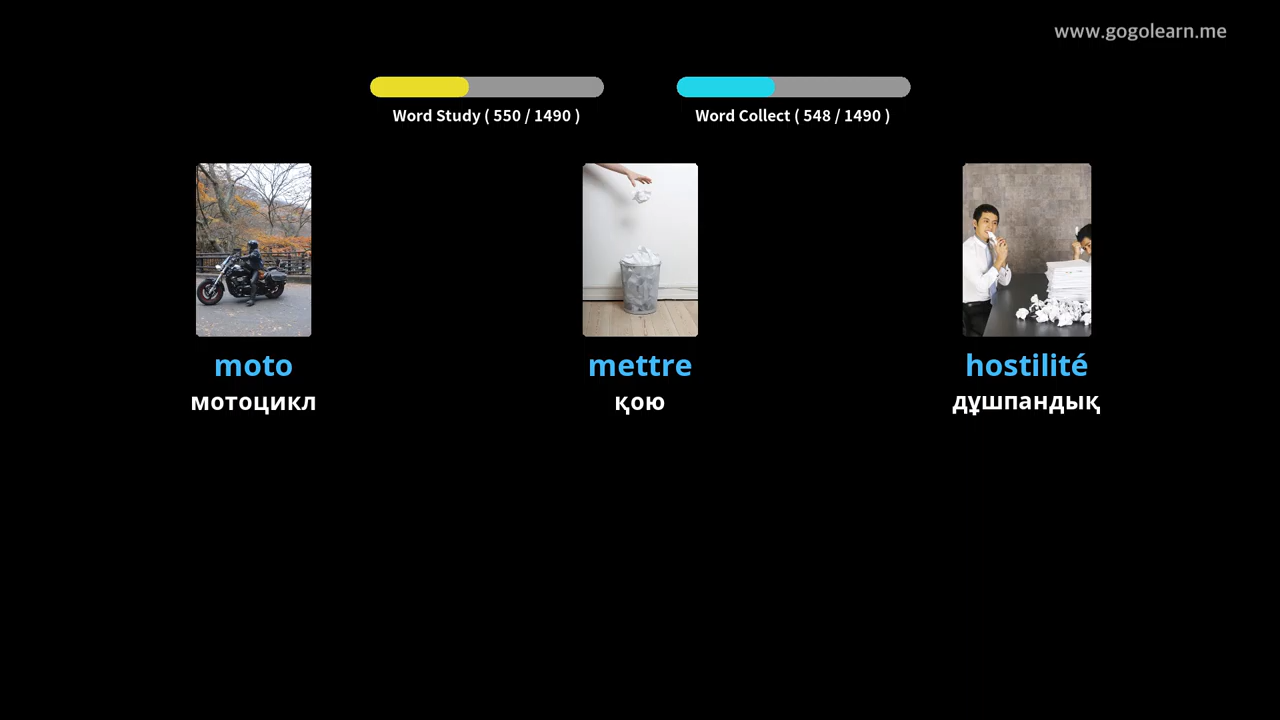 www.gogolearn.me
Word Study ( 550 / 1490 )
Word Collect ( 548 / 1490 )
moto
mettre
hostilité
мотоцикл
қою
дұшпандық